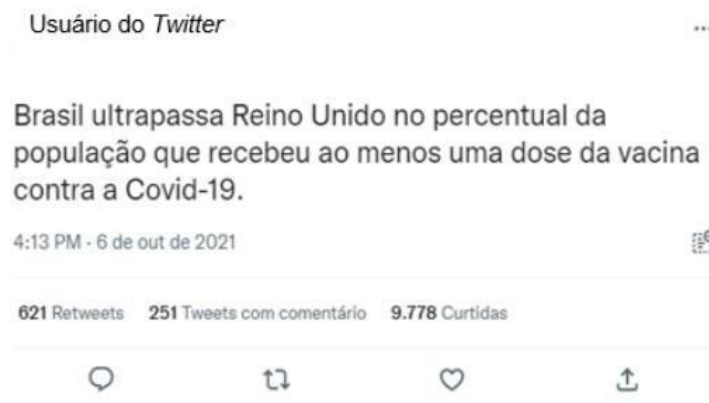 Usuário do Twitter
Brasil ultrapassa Reino Unido no percentual da
população que recebeu ao menos uma dose da vacina
contra a Covid-19.
4:13 PM · 6 de out de 2021
621 Retweets 251 Tweets com comentário 9.778 Curtidas